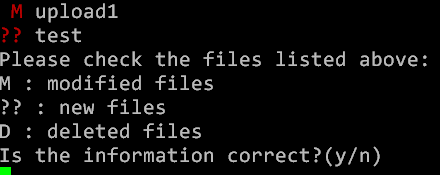 M upload1
?? test
Please check the files listed above:
M : modified files
?? : new files
D : deleted files
Is the information correct?(y/n)